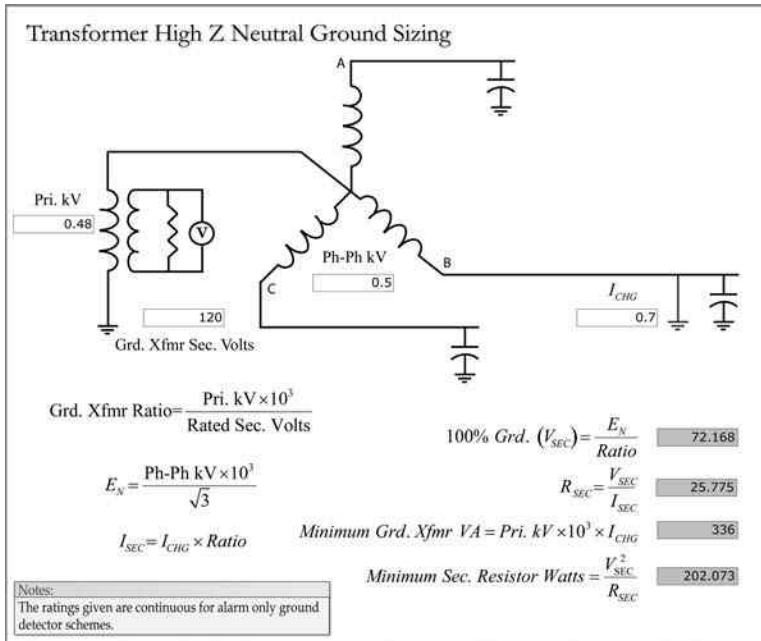 Transformer High Z Neutral Ground Sizing
A
Pri. kV
0.48
V
Ph-Ph kV
0.5
C
B
I_CHG
0.7
120
Grd. Xfmr Sec. Volts
Grd. Xfmr Ratio= Pri. kV×10³ / Rated Sec. Volts
100% Grd. (V_SEC) = E_N / Ratio 72.168
E_N = Ph-Ph kV×10³ / √3
R_SEC = V_SEC / I_SEC 25.775
I_SEC = I_CHG × Ratio
Minimum Grd. Xfmr VA = Pri. kV×10³ × I_CHG 336
Minimum Sec. Resistor Watts = V²_SEC / R_SEC 202.073
Notes:
The ratings given are continuous for alarm only ground
detector schemes.